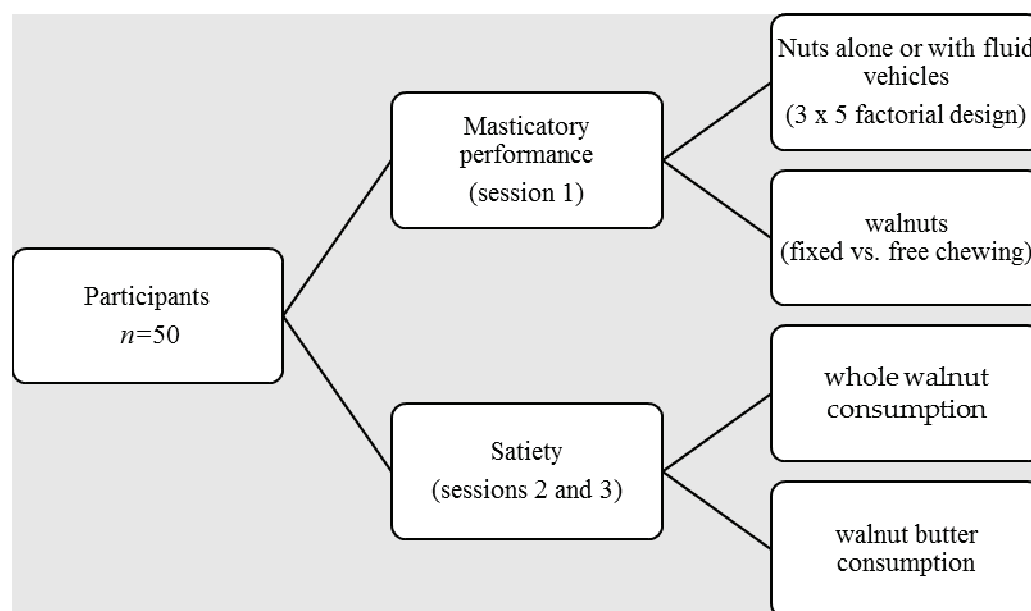 Participants
n=50
Masticatory
performance
(session 1)
Satiety
(sessions 2 and 3)
Nuts alone or with fluid
vehicles
(3 x 5 factorial design)
walnuts
(fixed vs. free chewing)
whole walnut
consumption
walnut butter
consumption